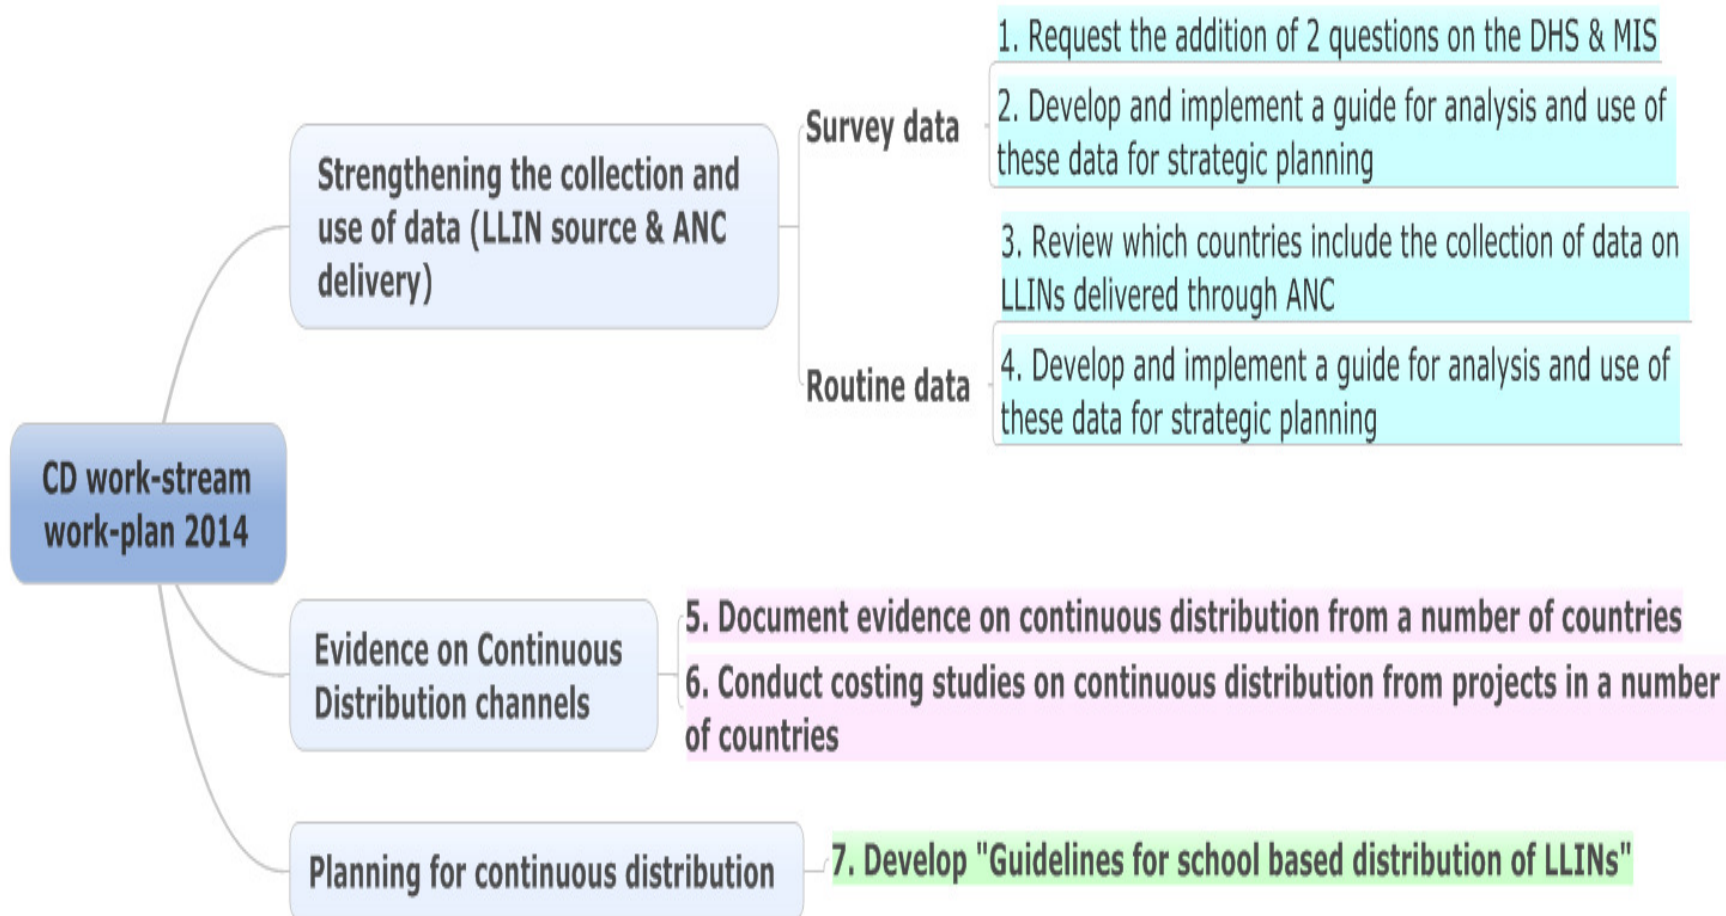 CD work-stream
work-plan 2014
Strengthening the collection and
use of data (LLIN source & ANC
delivery)
Survey data
1. Request the addition of 2 questions on the DHS & MIS
2. Develop and implement a guide for analysis and use of
these data for strategic planning
Routine data
3. Review which countries include the collection of data on
LLINs delivered through ANC
4. Develop and implement a guide for analysis and use of
these data for strategic planning
Evidence on Continuous
Distribution channels
5. Document evidence on continuous distribution from a number of countries
6. Conduct costing studies on continuous distribution from projects in a number
of countries
Planning for continuous distribution
7. Develop "Guidelines for school based distribution of LLINs"